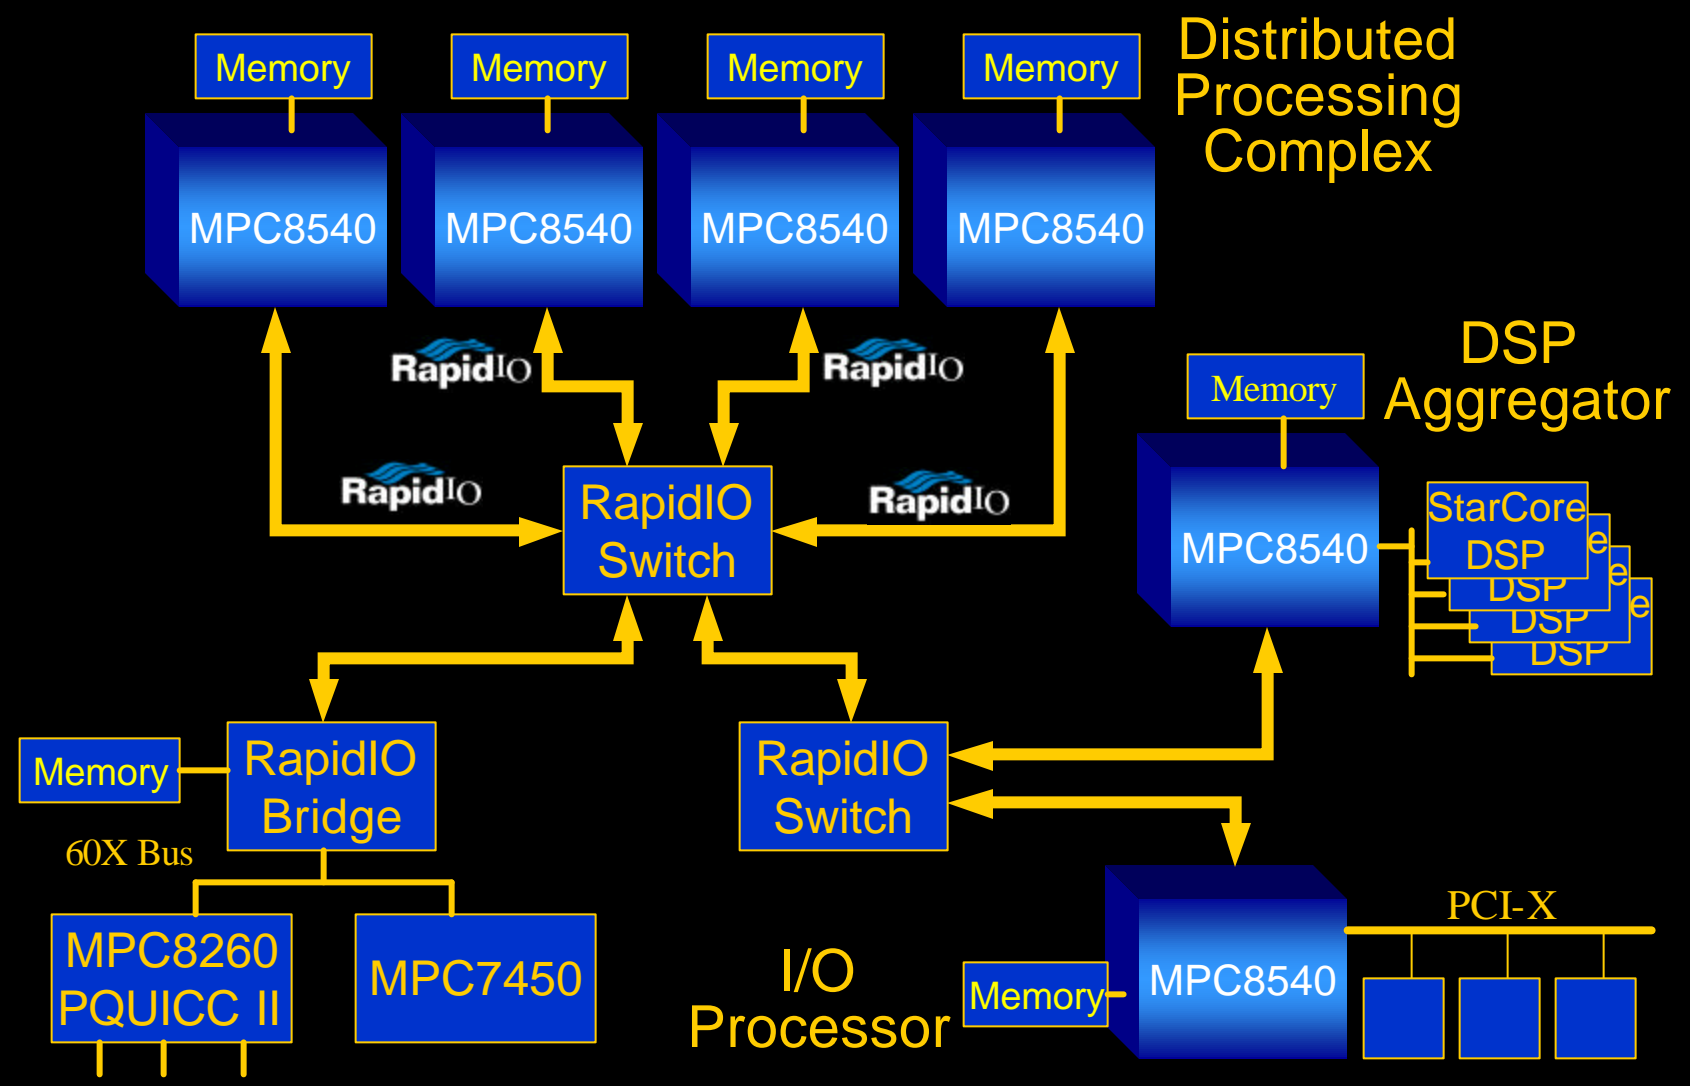 Distributed
Processing
Complex
Memory
Memory
Memory
Memory
MPC8540
MPC8540
MPC8540
MPC8540
RapidIO
RapidIO
RapidIO
RapidIO
RapidIO
Switch
DSP
Aggregator
Memory
MPC8540
StarCore
DSP
e
DSP
e
DSP
e
DSP
Memory
RapidIO
Bridge
RapidIO
Switch
60X Bus
MPC8260
PQUICC II
MPC7450
I/O
Processor
Memory
MPC8540
PCI-X